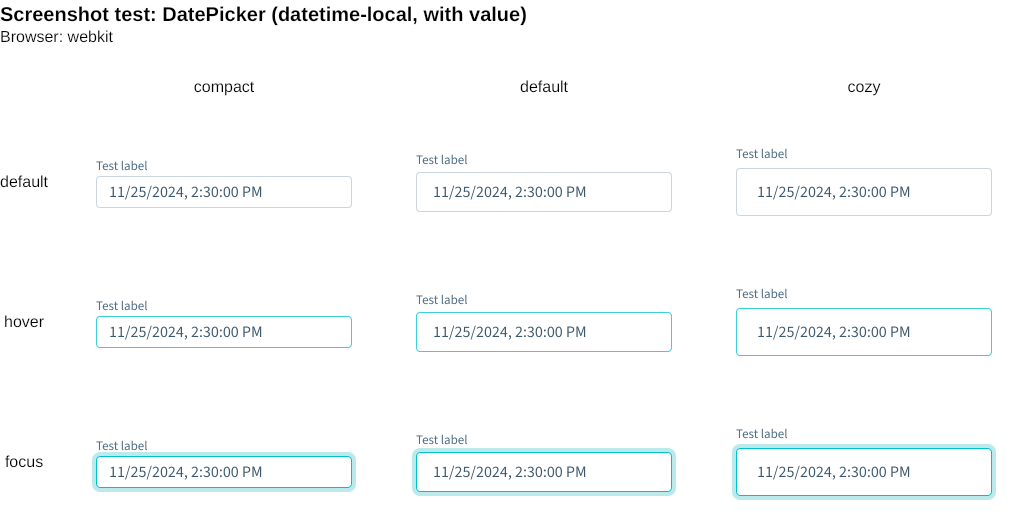 Screenshot test: DatePicker (datetime-local, with value)
Browser: webkit
compact default cozy
Test label Test label Test label
default 11/25/2024, 2:30:00 PM 11/25/2024, 2:30:00 PM 11/25/2024, 2:30:00 PM
Test label Test label Test label
hover 11/25/2024, 2:30:00 PM 11/25/2024, 2:30:00 PM 11/25/2024, 2:30:00 PM
Test label Test label Test label
focus 11/25/2024, 2:30:00 PM 11/25/2024, 2:30:00 PM 11/25/2024, 2:30:00 PM